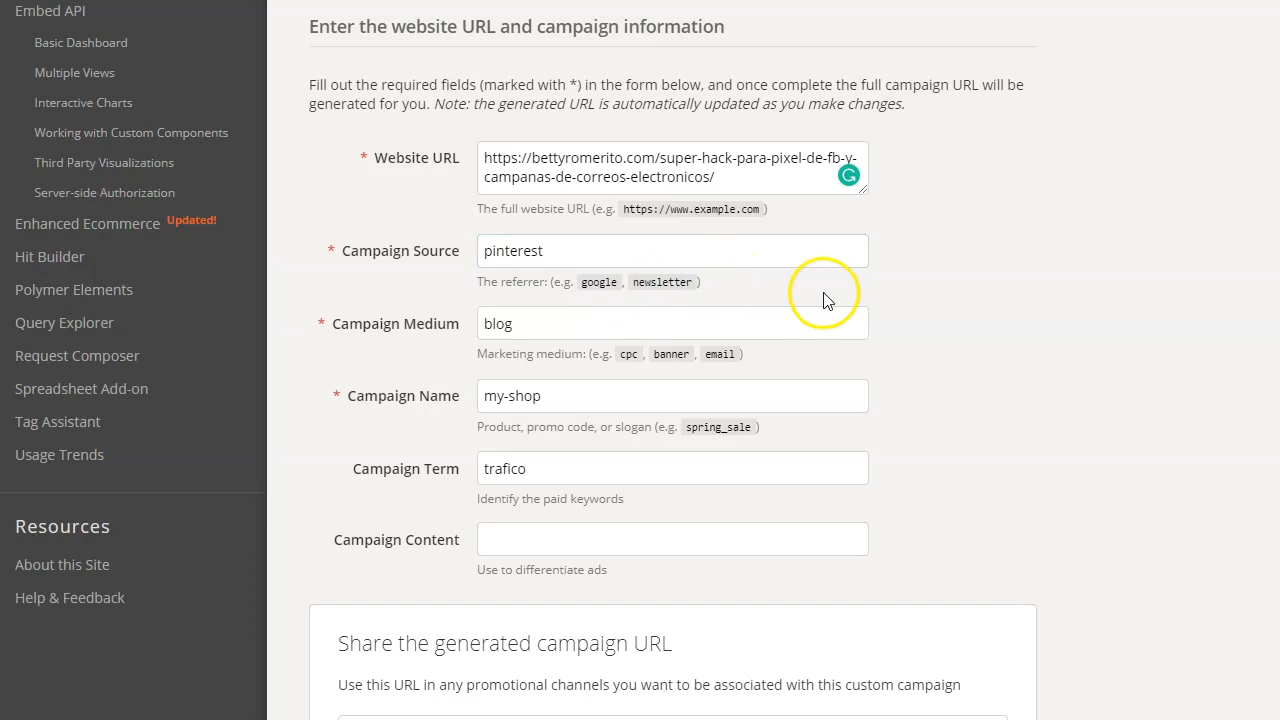 Embed API
Basic Dashboard
Multiple Views
Interactive Charts
Working with Custom Components
Third Party Visualizations
Server-side Authorization
Enhanced Ecommerce Updated!
Hit Builder
Polymer Elements
Query Explorer
Request Composer
Spreadsheet Add-on
Tag Assistant
Usage Trends
Resources
About this Site
Help & Feedback
Enter the website URL and campaign information
Fill out the required fields (marked with *) in the form below, and once complete the full campaign URL will be
generated for you. Note: the generated URL is automatically updated as you make changes.
* Website URL
https://bettyromerito.com/super-hack-para-pixel-de-fb-y-
campanas-de-correos-electronicos/
The full website URL (e.g. https://www.example.com )
* Campaign Source
pinterest
The referrer: (e.g. google , newsletter )
* Campaign Medium
blog
Marketing medium: (e.g. cpc , banner , email )
* Campaign Name
my-shop
Product, promo code, or slogan (e.g. spring_sale )
Campaign Term
trafico
Identify the paid keywords
Campaign Content
Use to differentiate ads
Share the generated campaign URL
Use this URL in any promotional channels you want to be associated with this custom campaign